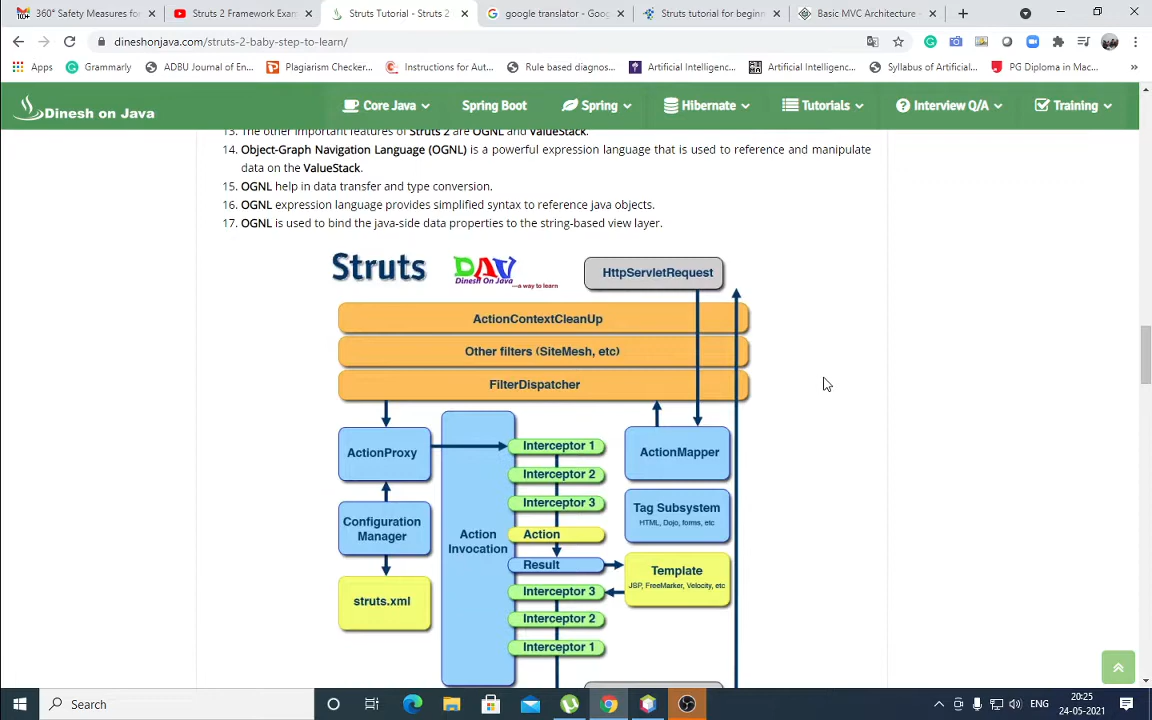 360° Safety Measures for
Struts 2 Framework Exam
Struts Tutorial - Struts 2
google translator - Goo
Struts tutorial for beginn
Basic MVC Architecture -
dineshonjava.com/struts-2-baby-step-to-learn/
Apps
Grammarly
ADBU Journal of En...
Plagiarism Checker...
Instructions for Aut...
Rule based diagnos...
Artificial Intelligenc...
Artificial Intelligenc...
Syllabus of Artificial...
PG Diploma in Mac...
»
Dinesh on Java
Core Java
Spring Boot
Spring
Hibernate
Tutorials
Interview Q/A
Training
13. The other important features of Struts 2 are OGNL and ValueStack.
14. Object-Graph Navigation Language (OGNL) is a powerful expression language that is used to reference and manipulate
data on the ValueStack.
15. OGNL help in data transfer and type conversion.
16. OGNL expression language provides simplified syntax to reference java objects.
17. OGNL is used to bind the java-side data properties to the string-based view layer.
Struts
Dinesh On Java
—a way to learn
HttpServletRequest
ActionContextCleanUp
Other filters (SiteMesh, etc)
FilterDispatcher
ActionProxy
Interceptor 1
ActionMapper
Interceptor 2
Interceptor 3
Tag Subsystem
HTML, Dojo, forms, etc
Configuration
Manager
Action
Invocation
Action
Result
Template
JSP, FreeMarker, Velocity, etc
struts.xml
Interceptor 3
Interceptor 2
Interceptor 1
Search
ENG
20:25
24-05-2021